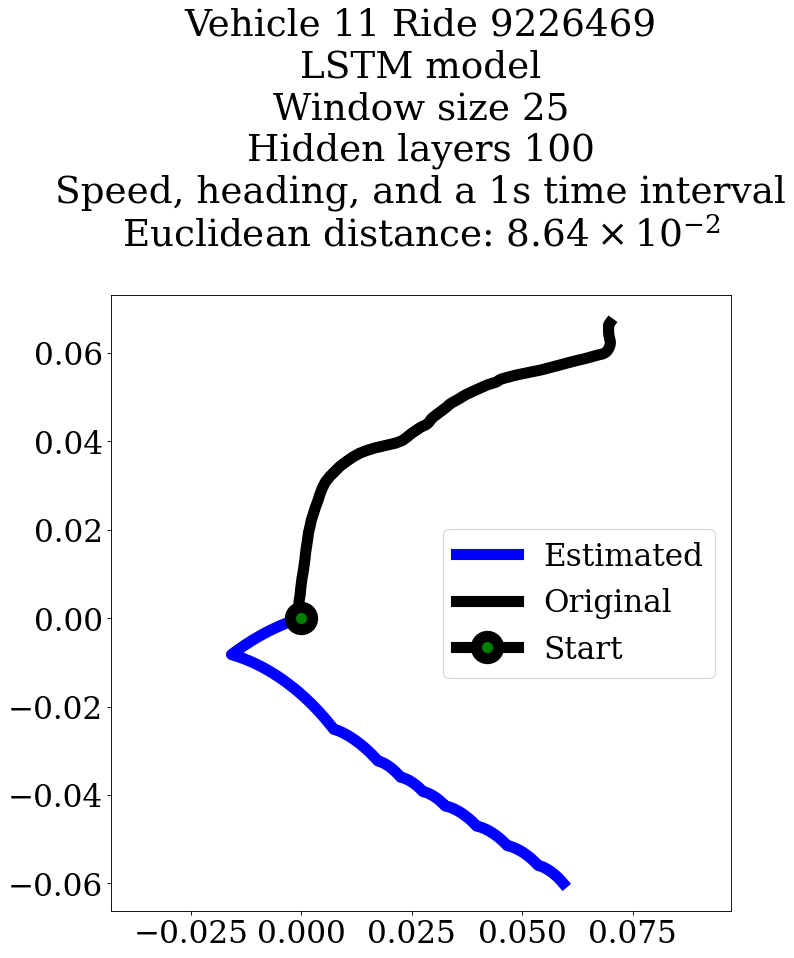 Vehicle 11 Ride 9226469
LSTM model
Window size 25
Hidden layers 100
Speed, heading, and a 1s time interval
Euclidean distance: 8.64 × 10⁻²
0.06
0.04
0.02
0.00
−0.02
−0.04
−0.06
Estimated
Original
Start
−0.025 0.000 0.025 0.050 0.075